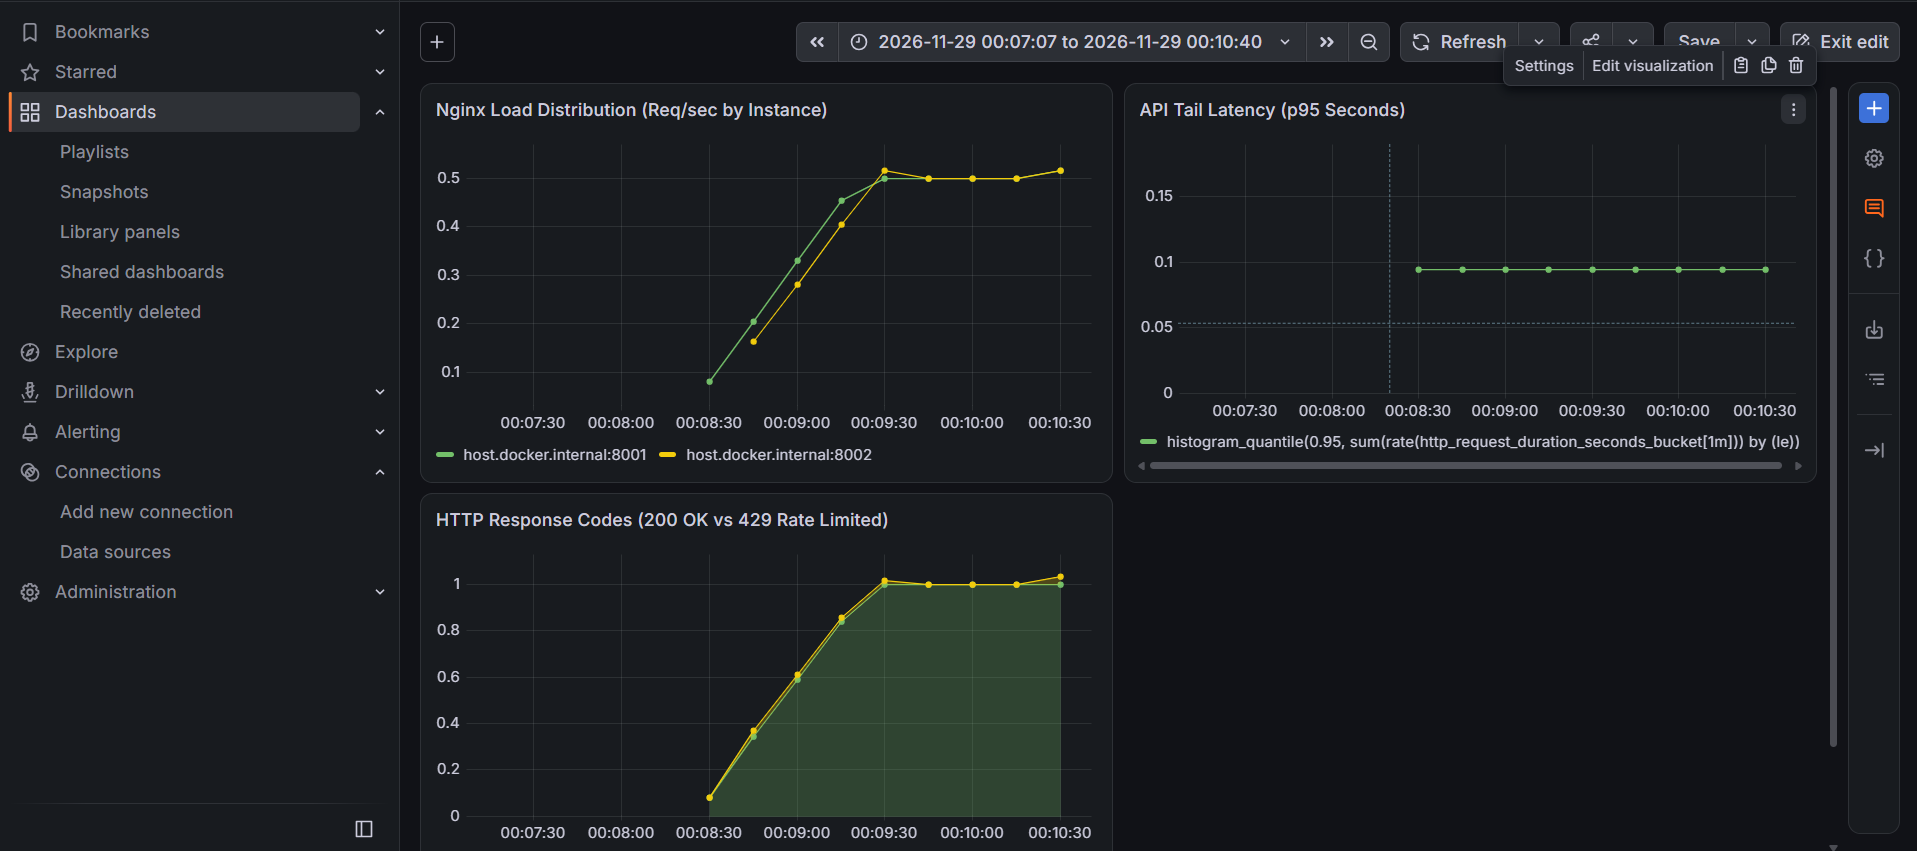 Bookmarks
Starred
Dashboards
Playlists
Snapshots
Library panels
Shared dashboards
Recently deleted
Explore
Drilldown
Alerting
Connections
Add new connection
Data sources
Administration
2026-11-29 00:07:07 to 2026-11-29 00:10:40
Refresh
Save
Exit edit
Settings
Edit visualization
Nginx Load Distribution (Req/sec by Instance)
0.5
0.4
0.3
0.2
0.1
00:07:30 00:08:00 00:08:30 00:09:00 00:09:30 00:10:00 00:10:30
host.docker.internal:8001 host.docker.internal:8002
API Tail Latency (p95 Seconds)
0.15
0.1
0.05
0
00:07:30 00:08:00 00:08:30 00:09:00 00:09:30 00:10:00 00:10:30
histogram_quantile(0.95, sum(rate(http_request_duration_seconds_bucket[1m])) by (le))
HTTP Response Codes (200 OK vs 429 Rate Limited)
1
0.8
0.6
0.4
0.2
0
00:07:30 00:08:00 00:08:30 00:09:00 00:09:30 00:10:00 00:10:30